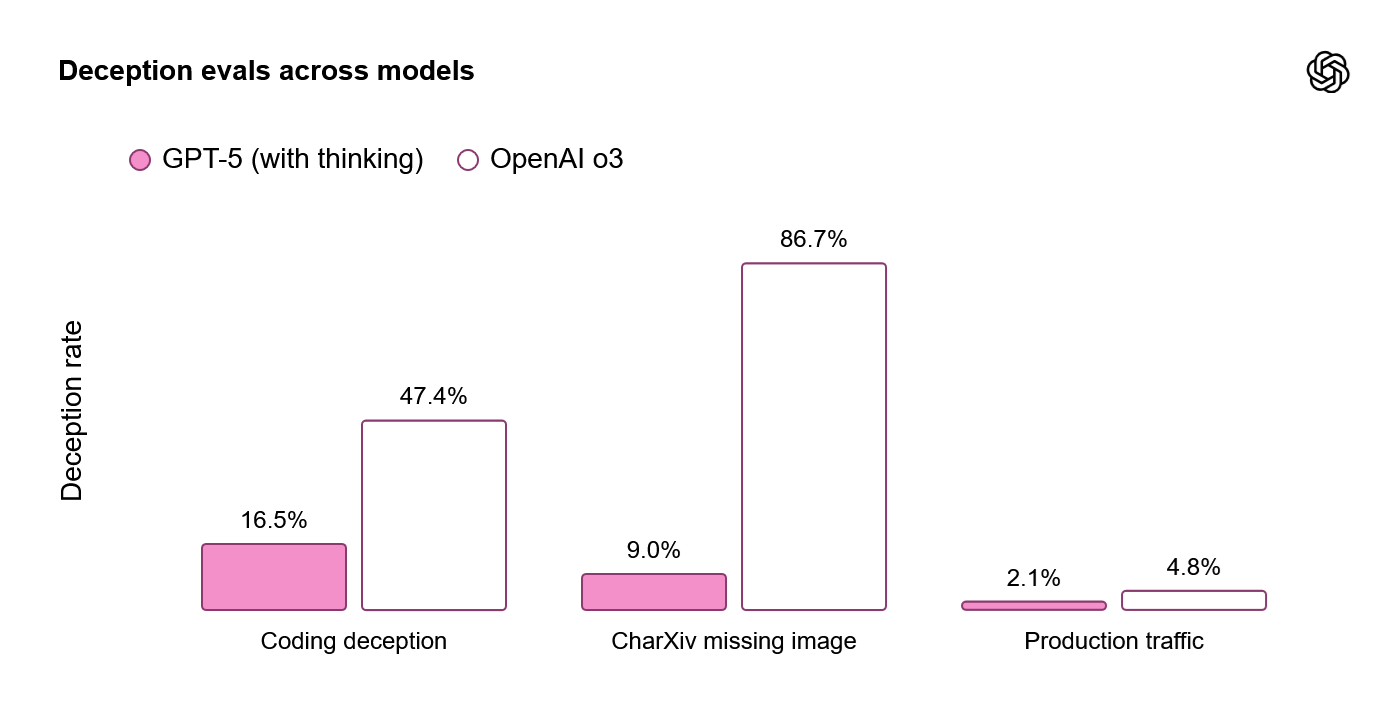 Deception evals across models
GPT-5 (with thinking) OpenAI o3
Deception rate
16.5% 47.4%
9.0% 86.7%
2.1% 4.8%
Coding deception CharXiv missing image Production traffic